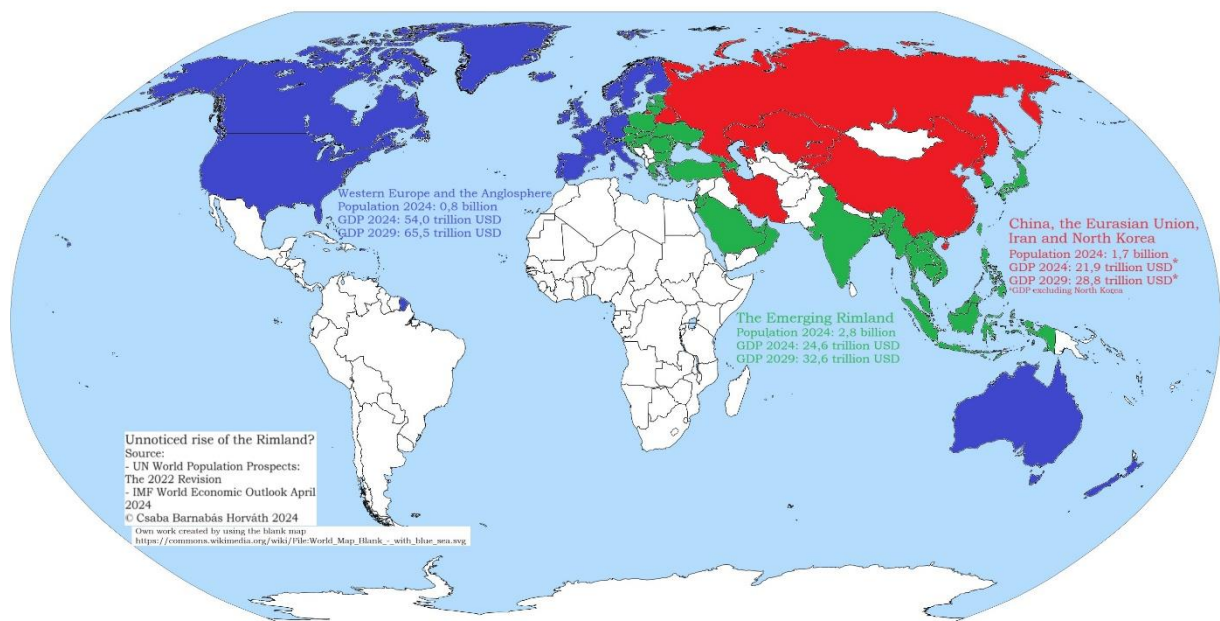 Western Europe and the Anglosphere
Population 2024: 0,8 billion
GDP 2024: 54,0 trillion USD
GDP 2029: 65,5 trillion USD
China, the Eurasian Union,
Iran and North Korea
Population 2024: 1,7 billion
GDP 2024: 21,9 trillion USD*
GDP 2029: 28,8 trillion USD*
*GDP excluding North Korea
The Emerging Rimland
Population 2024: 2,8 billion
GDP 2024: 24,6 trillion USD
GDP 2029: 32,6 trillion USD
Unnoticed rise of the Rimland?
Source:
- UN World Population Prospects:
The 2022 Revision
- IMF World Economic Outlook April
2024
© Csaba Barnabás Horváth 2024
Own work created by using the blank map
https://commons.wikimedia.org/wiki/File:World_Map_Blank_-_with_blue_sea.svg